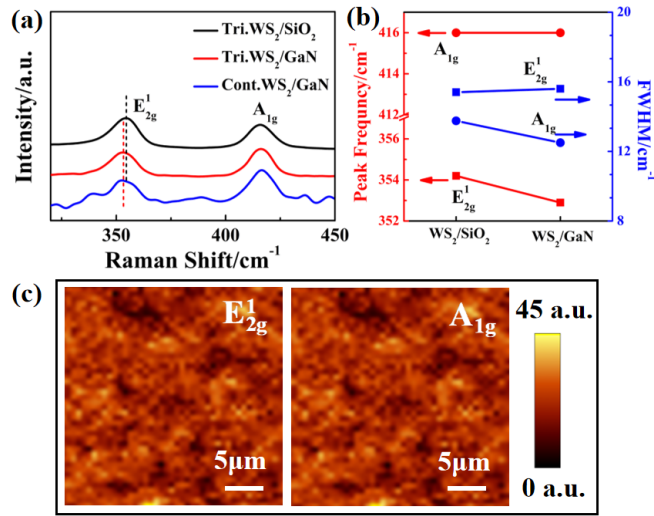 (a)
Tri.WS2/SiO2
Tri.WS2/GaN
Cont.WS2/GaN
E¹2g
A1g
Intensity/a.u.
350 400 450
Raman Shift/cm⁻¹
(b)
416
415
412
356
354
352
Peak Frequncy/cm⁻¹
A1g
E¹2g
A1g
E¹2g
20
16
12
8
FWHM/cm⁻¹
WS2/SiO2 WS2/GaN
(c)
E¹2g
5μm
A1g
5μm
45 a.u.
0 a.u.